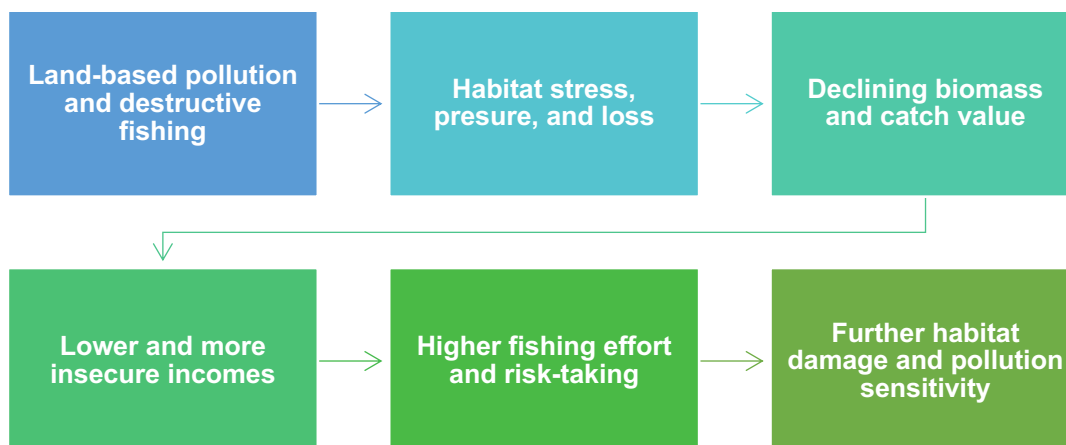 Land-based pollution
and destructive
fishing
Habitat stress,
presure, and loss
Declining biomass
and catch value
Lower and more
insecure incomes
Higher fishing effort
and risk-taking
Further habitat
damage and pollution
sensitivity